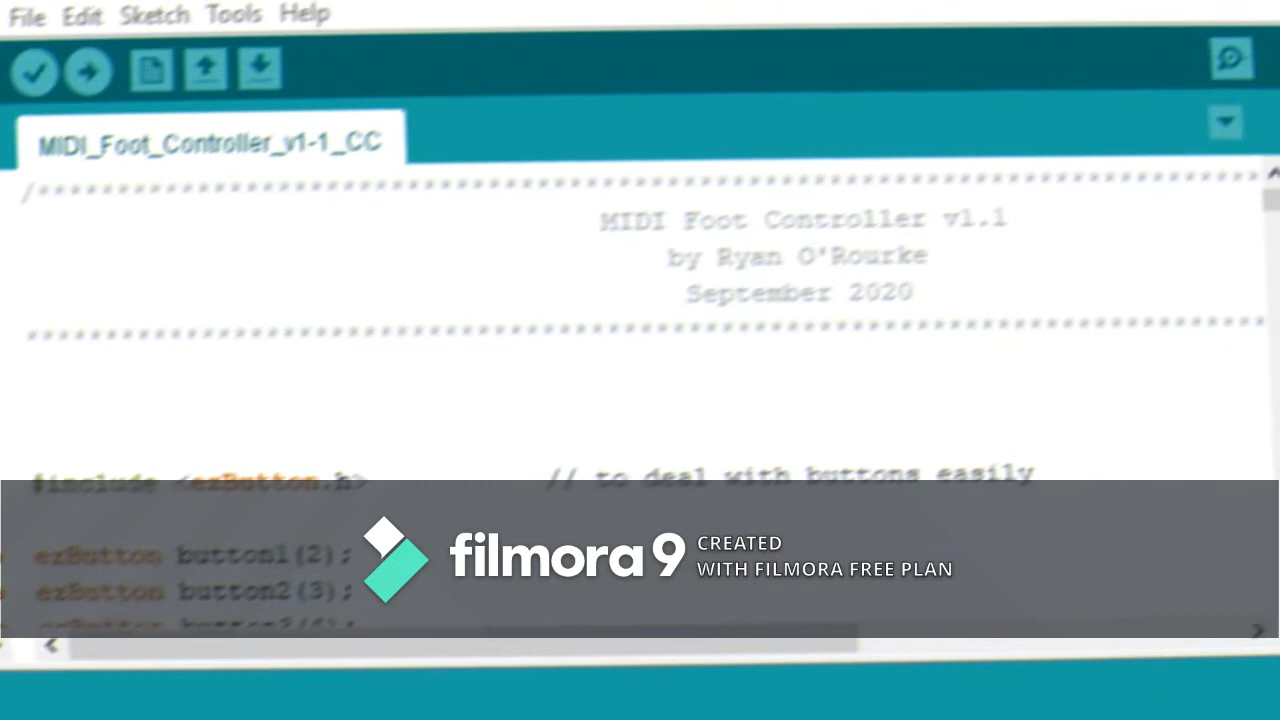 File Edit Sketch Tools Help
MIDI_Foot_Controller_v1-1_CC
/******************************************************************************
MIDI Foot Controller v1.1
by Ryan O'Rourke
September 2020
*******************************************************************************
#include <ezButton.h> // to deal with buttons easily
ezButton button1(2);
ezButton button2(3);
filmora9
CREATED
WITH FILMORA FREE PLAN